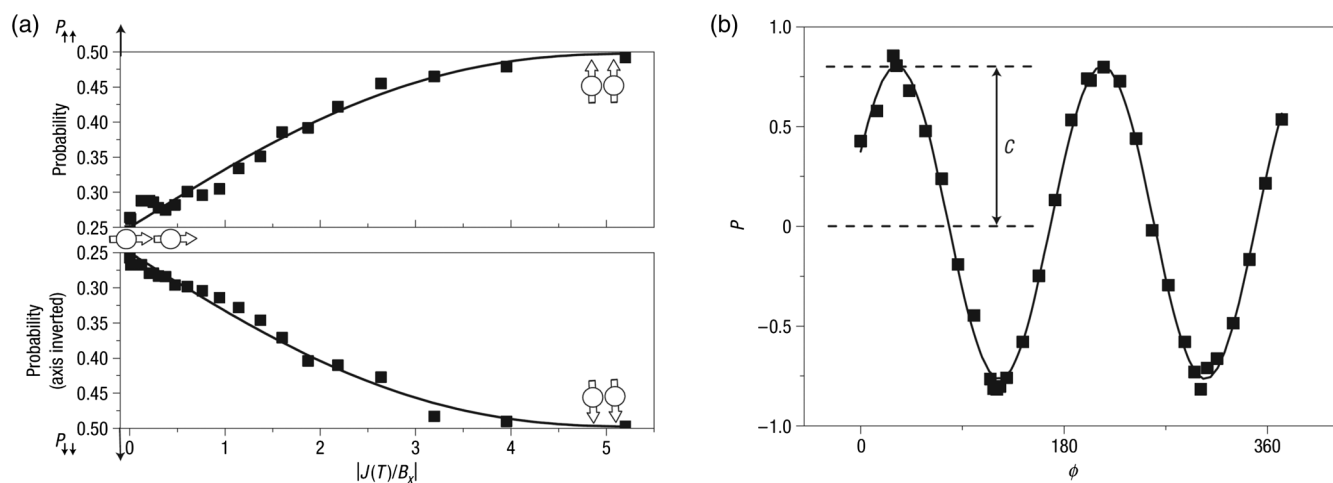 (a)
P↑↑
0.50
0.45
0.40
0.35
0.30
0.25
Probability
0.25
0.30
0.35
0.40
0.45
0.50
Probability
(axis inverted)
P↓↓
0 1 2 3 4 5
|J(T)/Bx|
(b)
1.0
0.5
0
−0.5
−1.0
P
C
0 180 360
ϕ